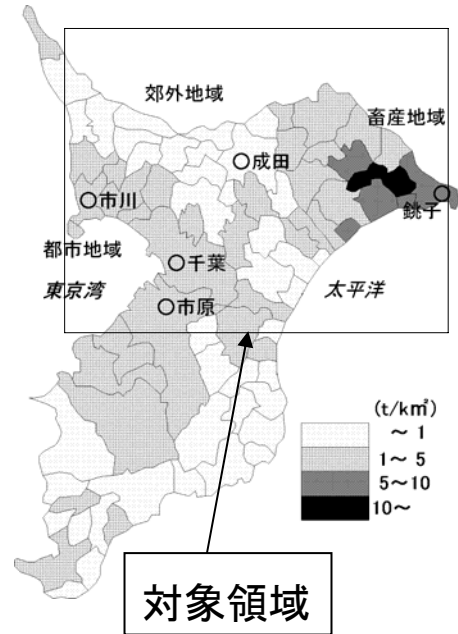 郊外地域
畜産地域
○成田
○市川
銚子
都市地域
○千葉
東京湾
太平洋
○市原
(t/k㎡)
～ 1
1～ 5
5～10
10～
対象領域